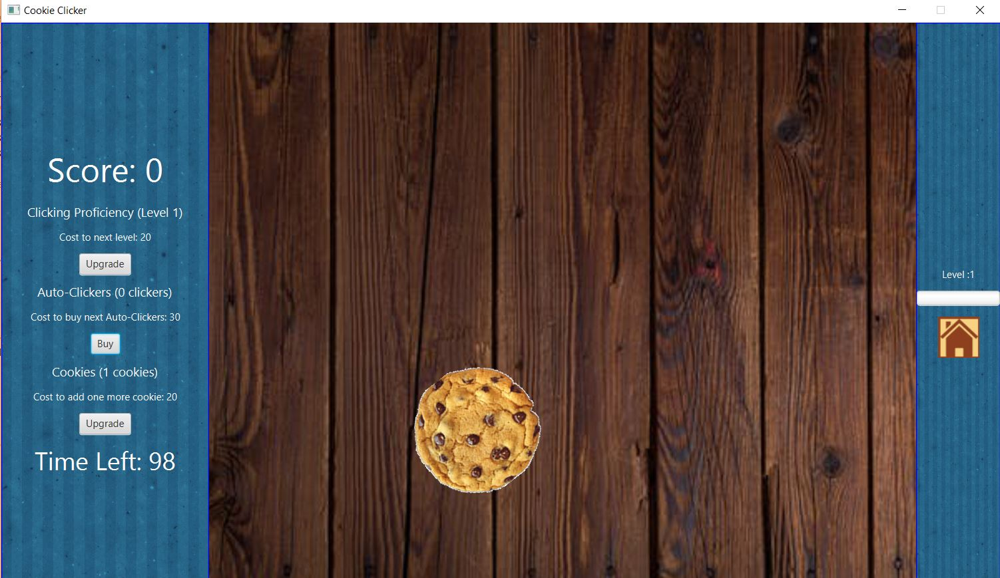 Cookie Clicker
Score: 0
Clicking Proficiency (Level 1)
Cost to next level: 20
Upgrade
Auto-Clickers (0 clickers)
Cost to buy next Auto-Clickers: 30
Buy
Cookies (1 cookies)
Cost to add one more cookie: 20
Upgrade
Time Left: 98
Level :1